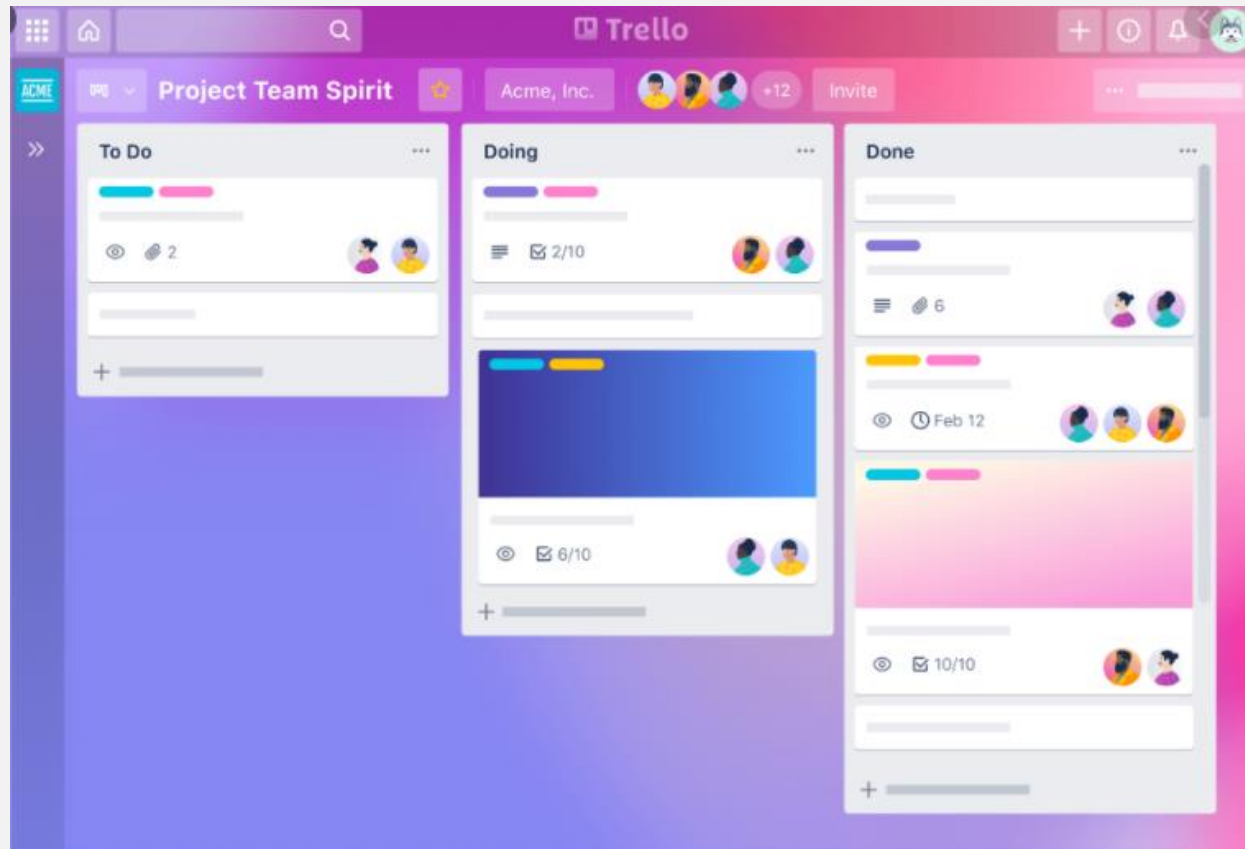 Trello
ACME
Project Team Spirit
Acme, Inc.
+12
Invite
To Do
2
Doing
2/10
6/10
Done
6
Feb 12
10/10